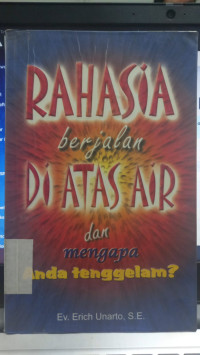 RAHASIA
berjalan
DI ATAS AIR
dan
mengapa
Anda tenggelam?
Ev. Erich Unarto, S.E.